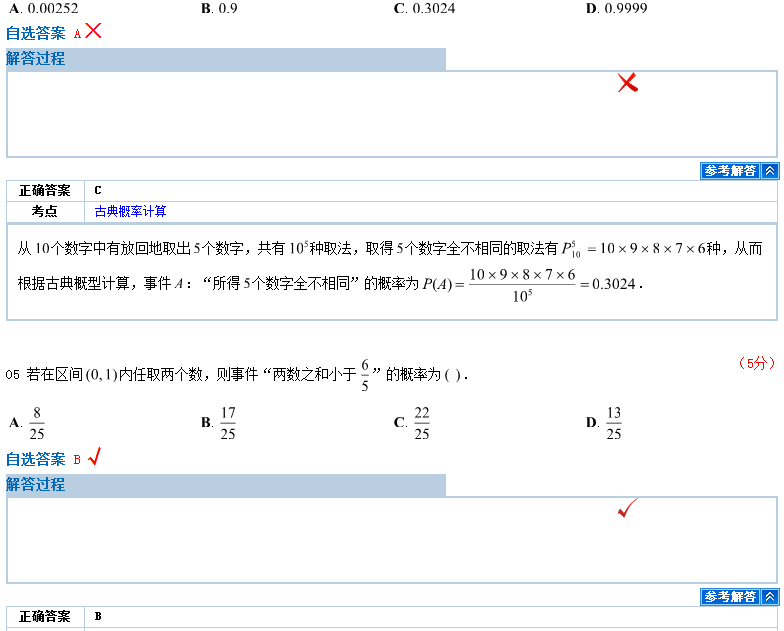 A. 0.00252 B. 0.9 C. 0.3024 D. 0.9999
自选答案 A
解答过程
参考解答
正确答案 C
考点 古典概率计算
从 10个数字中有放回地取出 5个数字，共有 10⁵种取法，取得 5个数字全不相同的取法有 P₁₀⁵ = 10 × 9 × 8 × 7 × 6种，从而
根据古典概型计算，事件 A：“所得 5个数字全不相同”的概率为 P(A) = (10 × 9 × 8 × 7 × 6)/10⁵ = 0.3024．
（5分）
05 若在区间 (0, 1)内任取两个数，则事件“两数之和小于 6/5”的概率为 ( )．
A. 8/25 B. 17/25 C. 22/25 D. 13/25
自选答案 B
解答过程
参考解答
正确答案 B